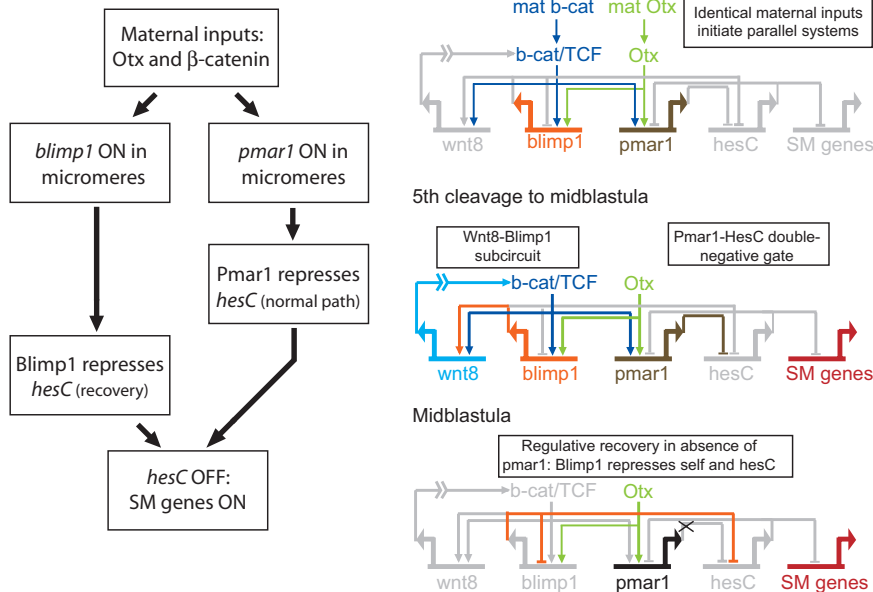 Maternal inputs:
Otx and β-catenin
blimp1 ON in
micromeres
pmar1 ON in
micromeres
Pmar1 represses
hesC (normal path)
Blimp1 represses
hesC (recovery)
hesC OFF:
SM genes ON
mat b-cat
mat Otx
Identical maternal inputs
initiate parallel systems
b-cat/TCF
Otx
wnt8
blimp1
pmar1
hesC
SM genes
5th cleavage to midblastula
Wnt8-Blimp1
subcircuit
Pmar1-HesC double-
negative gate
b-cat/TCF
Otx
wnt8
blimp1
pmar1
hesC
SM genes
Midblastula
Regulative recovery in absence of
pmar1: Blimp1 represses self and hesC
b-cat/TCF
Otx
wnt8
blimp1
pmar1
hesC
SM genes